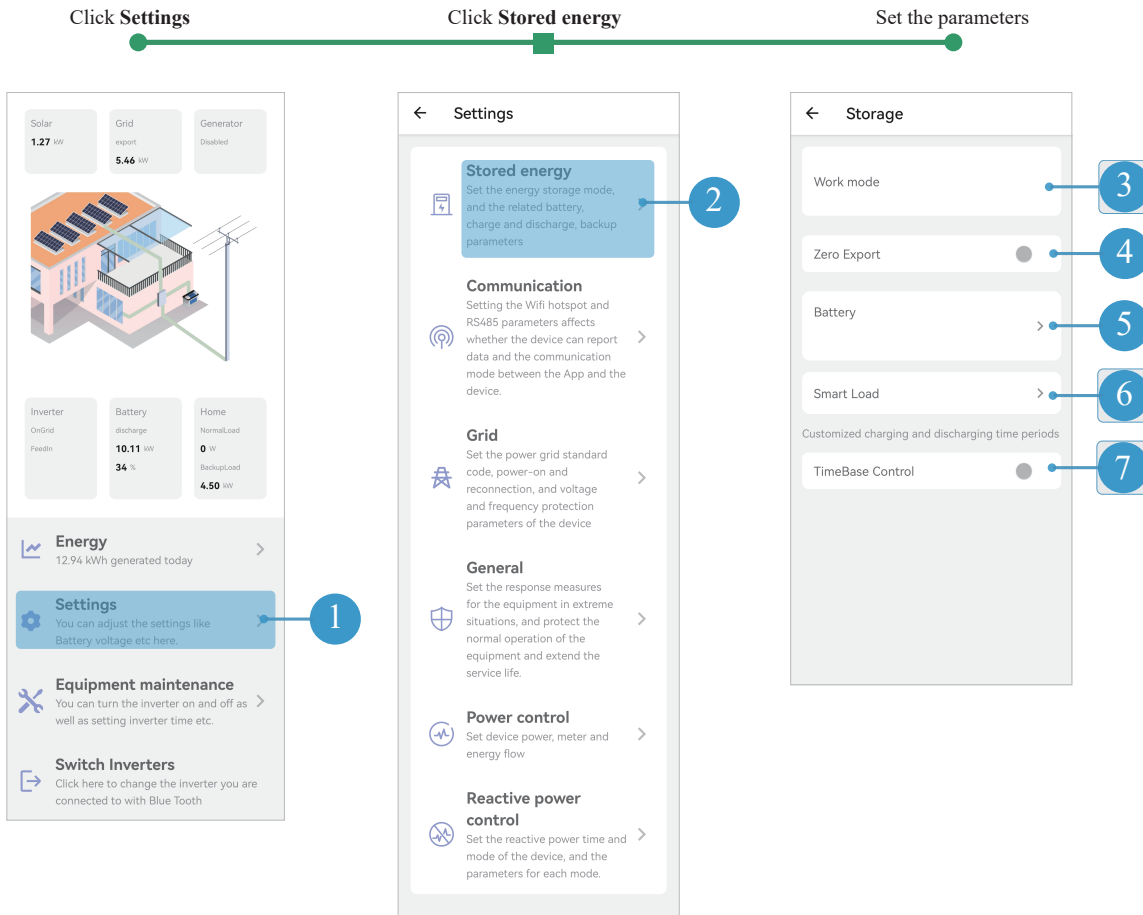 Click Settings
Click Stored energy
Set the parameters
Solar
1.27 kW
Grid
export
5.46 kW
Generator
Disabled
Inverter
OnGrid
FeedIn
Battery
discharge
10.11 kW
34 %
Home
NormalLoad
0 W
BackupLoad
4.50 kW
Energy
12.94 kWh generated today
Settings
You can adjust the settings like
Battery voltage etc here.
1
Equipment maintenance
You can turn the inverter on and off as
well as setting inverter time etc.
Switch Inverters
Click here to change the inverter you are
connected to with Blue Tooth
Settings
Stored energy
Set the energy storage mode,
and the related battery,
charge and discharge, backup
parameters
2
Communication
Setting the Wifi hotspot and
RS485 parameters affects
whether the device can report
data and the communication
mode between the App and the
device.
Grid
Set the power grid standard
code, power-on and
reconnection, and voltage
and frequency protection
parameters of the device
General
Set the response measures
for the equipment in extreme
situations, and protect the
normal operation of the
equipment and extend the
service life.
Power control
Set device power, meter and
energy flow
Reactive power
control
Set the reactive power time and
mode of the device, and the
parameters for each mode.
Storage
Work mode
3
Zero Export
4
Battery
5
Smart Load
6
Customized charging and discharging time periods
TimeBase Control
7